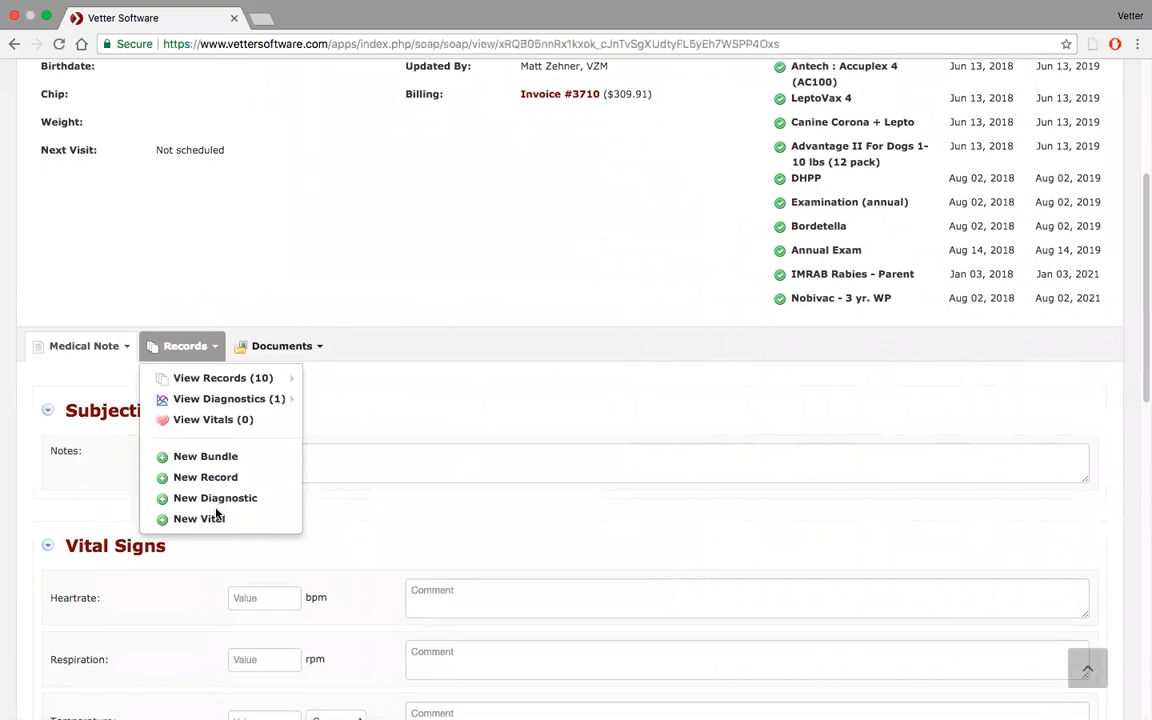 Vetter Software
Vetter
Secure
https://www.vettersoftware.com/apps/index.php/soap/soap/view/xRQB05nnRx1kxok_cJnTvSgXUdtyFL5yEh7WSPP4Oxs
Birthdate:
Chip:
Weight:
Next Visit: Not scheduled
Updated By: Matt Zehner, VZM
Billing: Invoice #3710 ($309.91)
Antech : Accuplex 4 (AC100) Jun 13, 2018 Jun 13, 2019
LeptoVax 4 Jun 13, 2018 Jun 13, 2019
Canine Corona + Lepto Jun 13, 2018 Jun 13, 2019
Advantage II For Dogs 1-
10 lbs (12 pack) Jun 13, 2018 Jun 13, 2019
DHPP Aug 02, 2018 Aug 02, 2019
Examination (annual) Aug 02, 2018 Aug 02, 2019
Bordetella Aug 02, 2018 Aug 02, 2019
Annual Exam Aug 14, 2018 Aug 14, 2019
IMRAB Rabies - Parent Jan 03, 2018 Jan 03, 2021
Nobivac - 3 yr. WP Aug 02, 2018 Aug 02, 2021
Medical Note Records Documents
View Records (10)
View Diagnostics (1)
View Vitals (0)
New Bundle
New Record
New Diagnostic
New Vital
Subjecti
Notes:
Vital Signs
Heartrate: Value bpm Comment
Respiration: Value rpm Comment
Comment